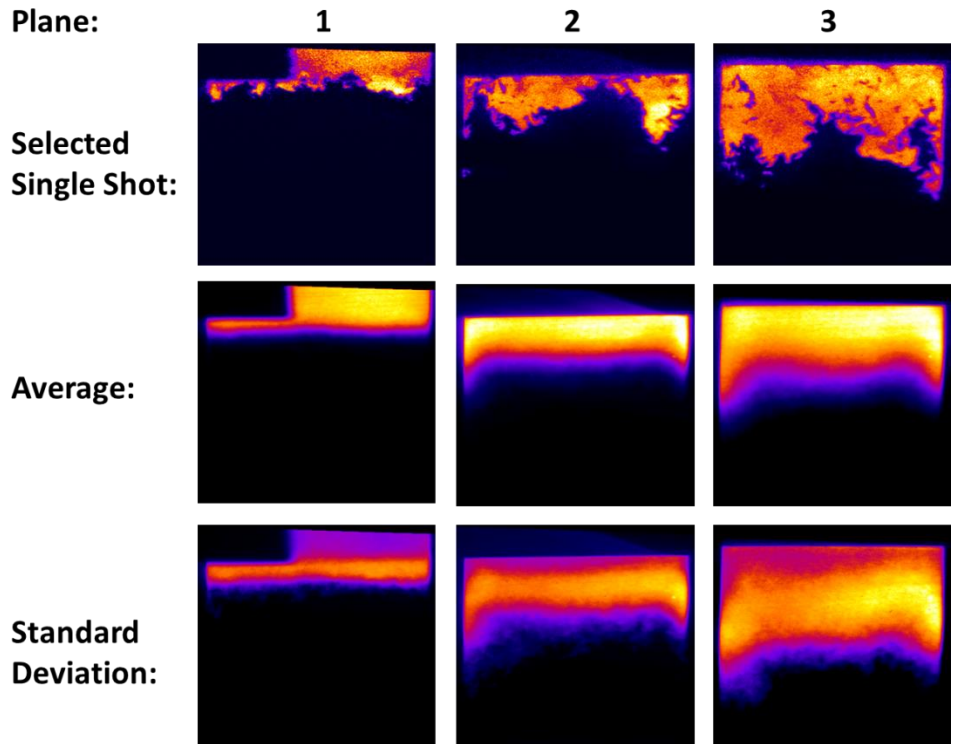 Plane: 1 2 3
Selected
Single Shot:
Average:
Standard
Deviation: